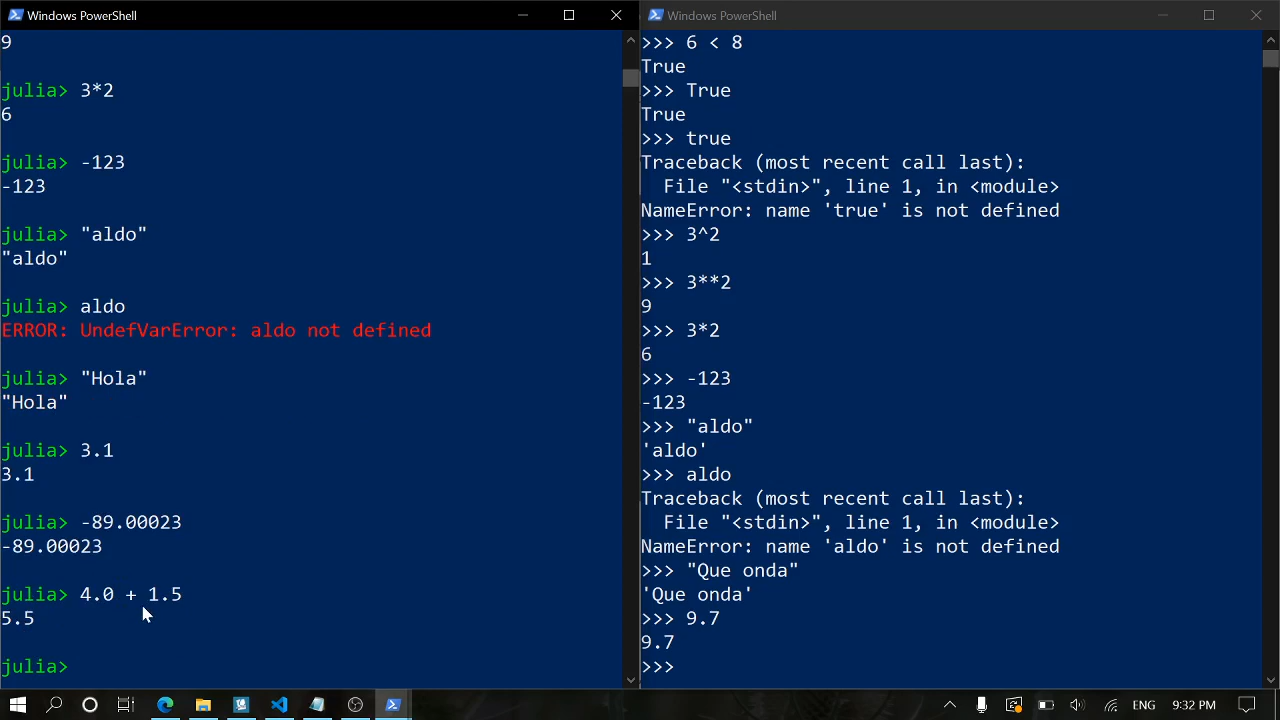 Windows PowerShell
9
julia> 3*2
6
julia> -123
-123
julia> "aldo"
"aldo"
julia> aldo
ERROR: UndefVarError: aldo not defined
julia> "Hola"
"Hola"
julia> 3.1
3.1
julia> -89.00023
-89.00023
julia> 4.0 + 1.5
5.5
julia>
Windows PowerShell
>>> 6 < 8
True
>>> True
True
>>> true
Traceback (most recent call last):
  File "<stdin>", line 1, in <module>
NameError: name 'true' is not defined
>>> 3^2
1
>>> 3**2
9
>>> 3*2
6
>>> -123
-123
>>> "aldo"
'aldo'
>>> aldo
Traceback (most recent call last):
  File "<stdin>", line 1, in <module>
NameError: name 'aldo' is not defined
>>> "Que onda"
'Que onda'
>>> 9.7
9.7
>>>
ENG 9:32 PM